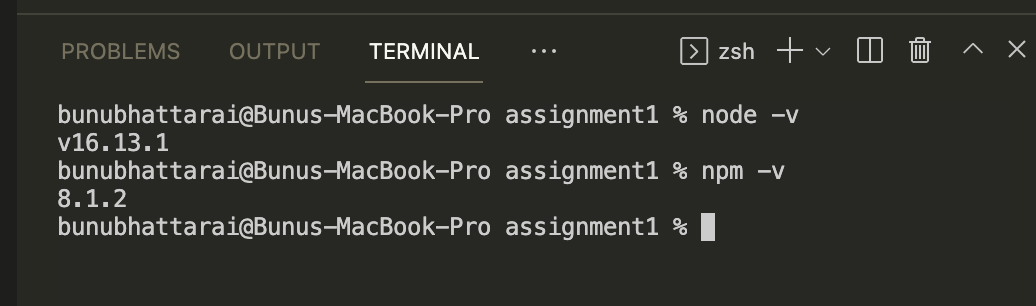 PROBLEMS OUTPUT TERMINAL ··· zsh
bunubhattarai@Bunus-MacBook-Pro assignment1 % node -v
v16.13.1
bunubhattarai@Bunus-MacBook-Pro assignment1 % npm -v
8.1.2
bunubhattarai@Bunus-MacBook-Pro assignment1 %